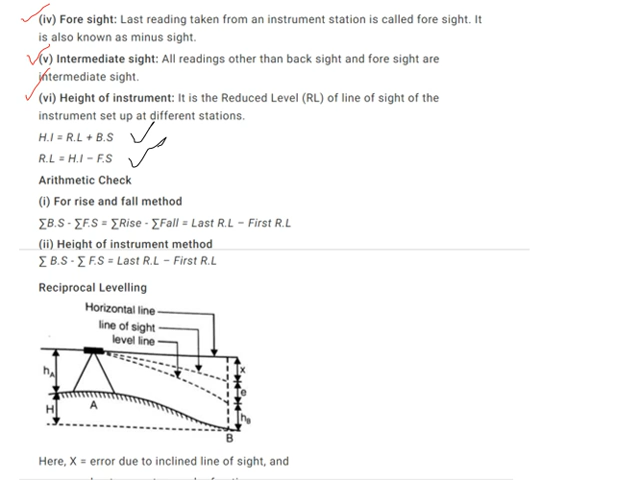 (iv) Fore sight: Last reading taken from an instrument station is called fore sight. It
is also known as minus sight.
(v) Intermediate sight: All readings other than back sight and fore sight are
intermediate sight.
(vi) Height of instrument: It is the Reduced Level (RL) of line of sight of the
instrument set up at different stations.
H.I = R.L + B.S
R.L = H.I – F.S
Arithmetic Check
(i) For rise and fall method
∑B.S - ∑F.S = ∑Rise - ∑Fall = Last R.L – First R.L
(ii) Height of instrument method
∑ B.S - ∑ F.S = Last R.L – First R.L
Reciprocal Levelling
Horizontal line
line of sight
level line
hA
x
e
H
A
hB
B
Here, X = error due to inclined line of sight, and